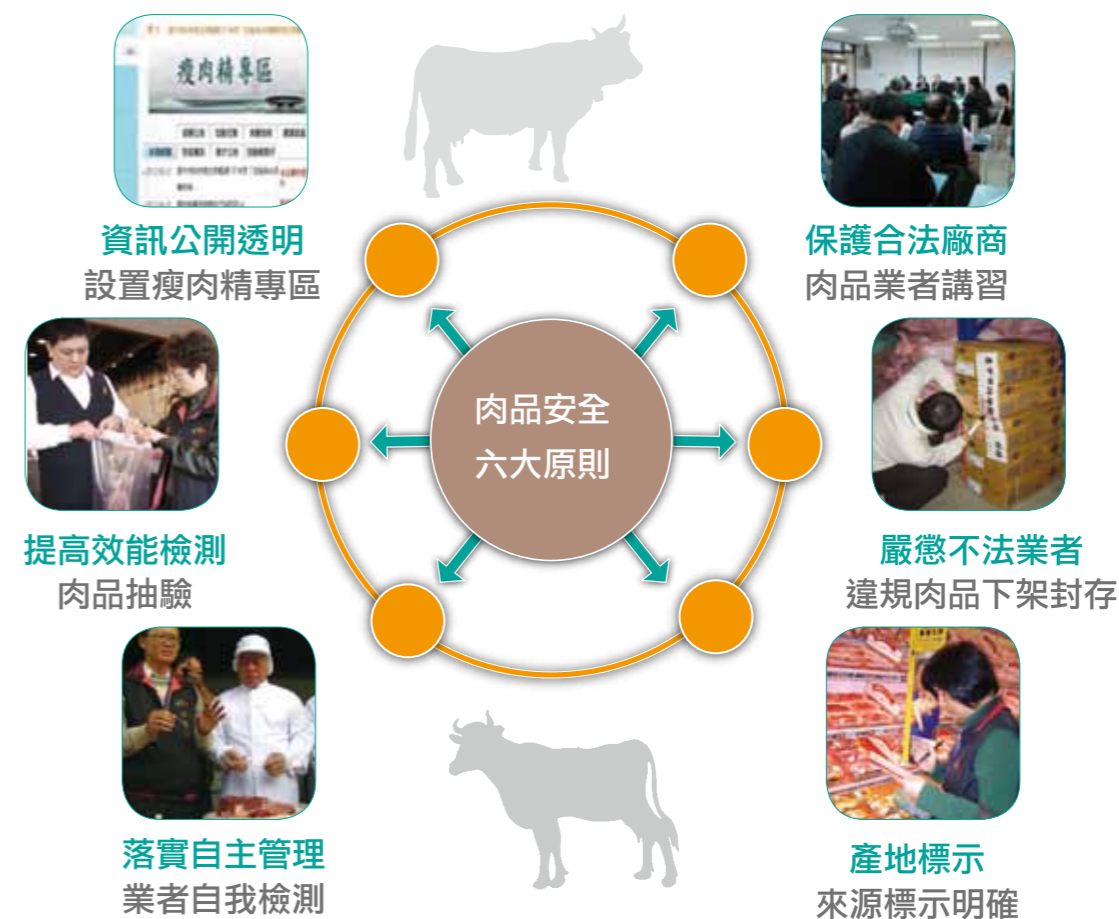 瘦肉精專區
資訊公開透明
設置瘦肉精專區
保護合法廠商
肉品業者講習
肉品安全
六大原則
提高效能檢測
肉品抽驗
嚴懲不法業者
違規肉品下架封存
落實自主管理
業者自我檢測
產地標示
來源標示明確